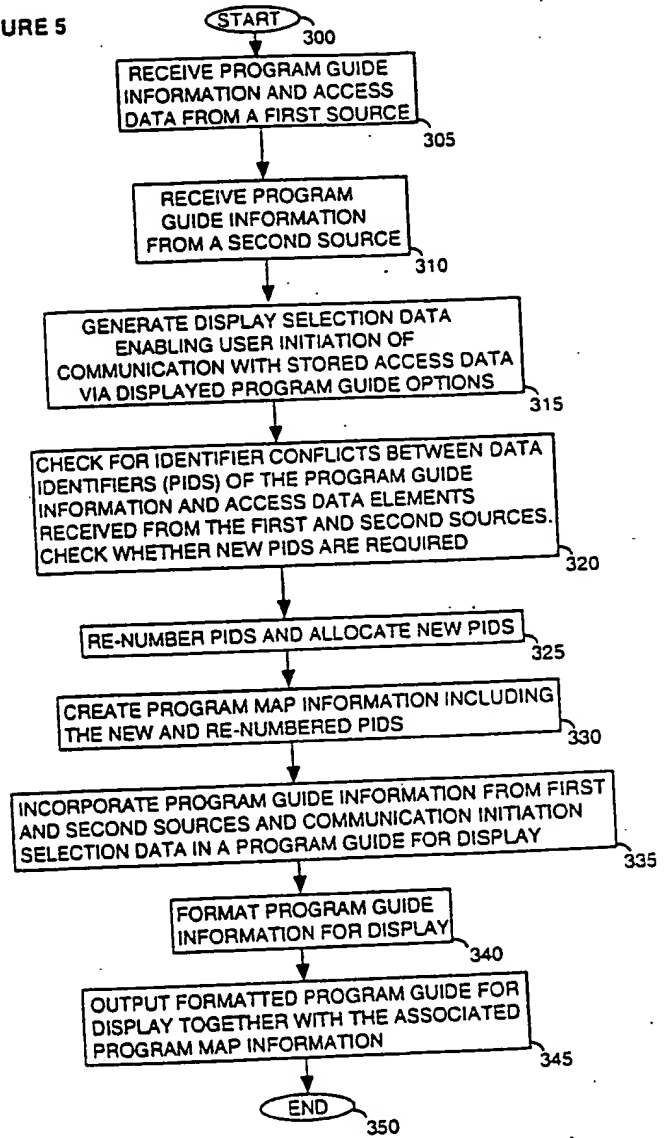 URE 5
START
300
RECEIVE PROGRAM GUIDE
INFORMATION AND ACCESS
DATA FROM A FIRST SOURCE
305
RECEIVE PROGRAM
GUIDE INFORMATION
FROM A SECOND SOURCE
310
GENERATE DISPLAY SELECTION DATA
ENABLING USER INITIATION OF
COMMUNICATION WITH STORED ACCESS DATA
VIA DISPLAYED PROGRAM GUIDE OPTIONS
315
CHECK FOR IDENTIFIER CONFLICTS BETWEEN DATA
IDENTIFIERS (PIDS) OF THE PROGRAM GUIDE
INFORMATION AND ACCESS DATA ELEMENTS
RECEIVED FROM THE FIRST AND SECOND SOURCES.
CHECK WHETHER NEW PIDS ARE REQUIRED
320
RE-NUMBER PIDS AND ALLOCATE NEW PIDS
325
CREATE PROGRAM MAP INFORMATION INCLUDING
THE NEW AND RE-NUMBERED PIDS
330
INCORPORATE PROGRAM GUIDE INFORMATION FROM FIRST
AND SECOND SOURCES AND COMMUNICATION INITIATION
SELECTION DATA IN A PROGRAM GUIDE FOR DISPLAY
335
FORMAT PROGRAM GUIDE
INFORMATION FOR DISPLAY
340
OUTPUT FORMATTED PROGRAM GUIDE FOR
DISPLAY TOGETHER WITH THE ASSOCIATED
PROGRAM MAP INFORMATION
345
END
350